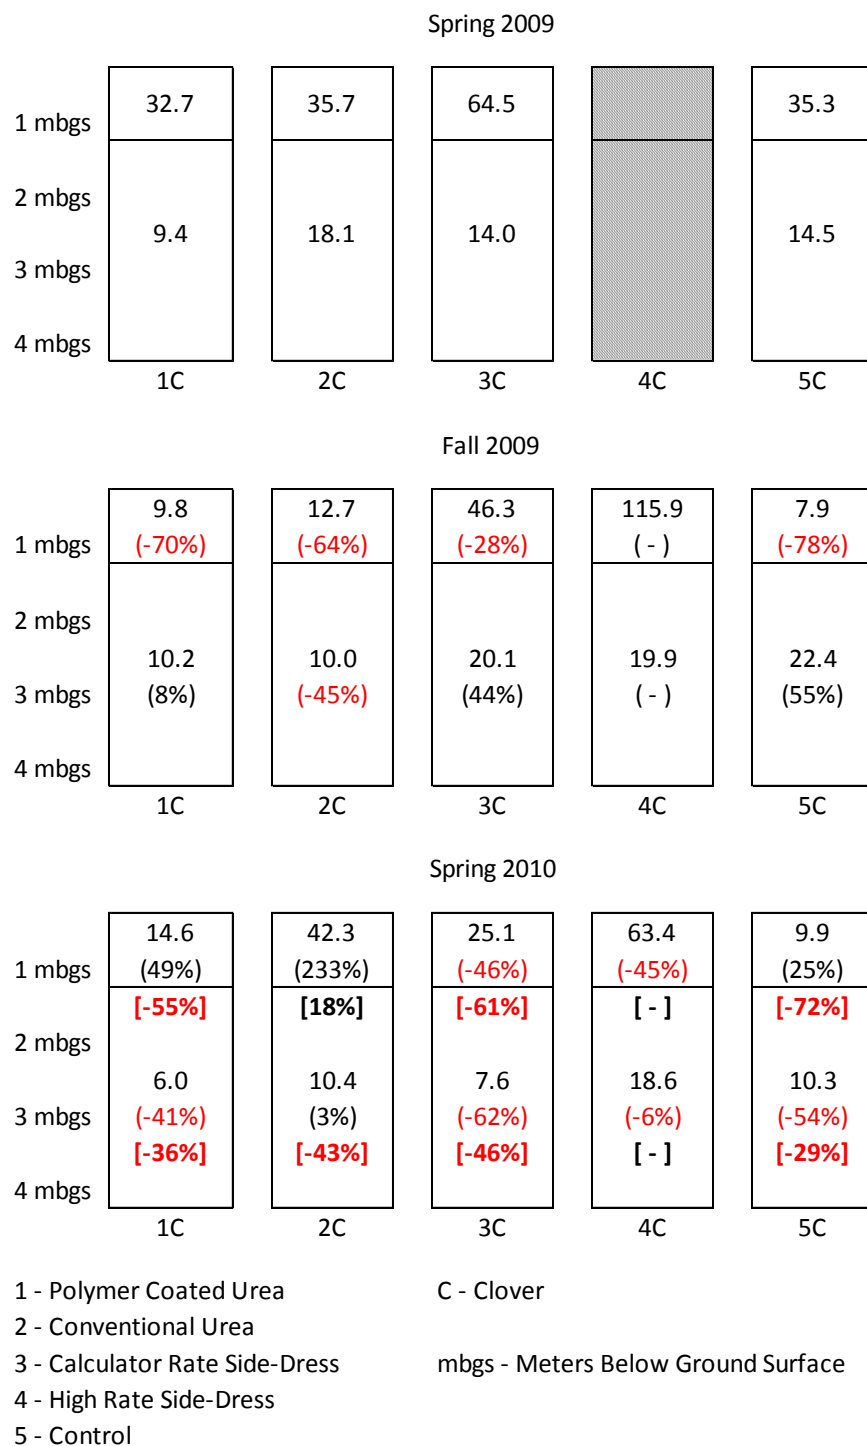 Spring 2009
32.7 35.7 64.5 35.3
1 mbgs
2 mbgs
9.4 18.1 14.0 14.5
3 mbgs
4 mbgs
1C 2C 3C 4C 5C
Fall 2009
9.8 12.7 46.3 115.9 7.9
1 mbgs (-70%) (-64%) (-28%) ( - ) (-78%)
2 mbgs
10.2 10.0 20.1 19.9 22.4
3 mbgs (8%) (-45%) (44%) ( - ) (55%)
4 mbgs
1C 2C 3C 4C 5C
Spring 2010
14.6 42.3 25.1 63.4 9.9
1 mbgs (49%) (233%) (-46%) (-45%) (25%)
[-55%] [18%] [-61%] [ - ] [-72%]
2 mbgs
6.0 10.4 7.6 18.6 10.3
3 mbgs (-41%) (3%) (-62%) (-6%) (-54%)
[-36%] [-43%] [-46%] [ - ] [-29%]
4 mbgs
1C 2C 3C 4C 5C
1 - Polymer Coated Urea C - Clover
2 - Conventional Urea
3 - Calculator Rate Side-Dress mbgs - Meters Below Ground Surface
4 - High Rate Side-Dress
5 - Control